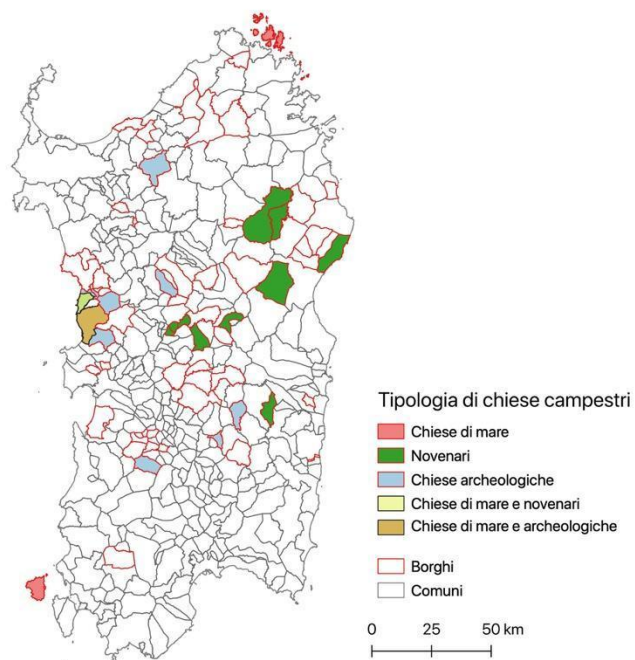 Tipologia di chiese campestri
Chiese di mare
Novenari
Chiese archeologiche
Chiese di mare e novenari
Chiese di mare e archeologiche
Borghi
Comuni
0 25 50 km